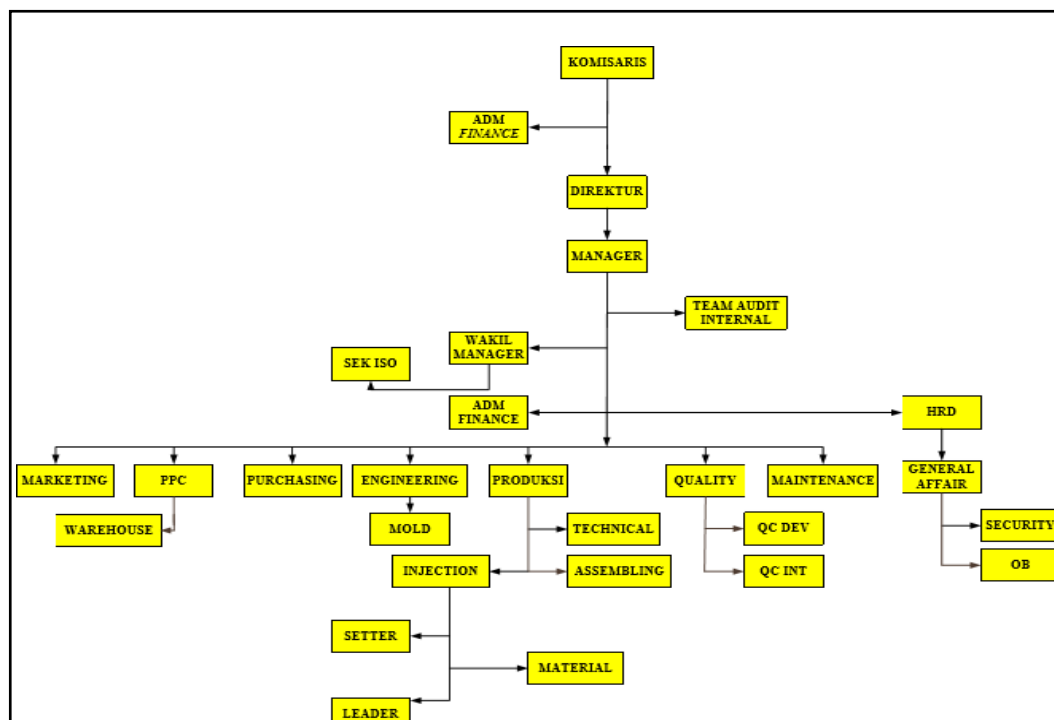 KOMISARIS
ADM
FINANCE
DIREKTUR
MANAGER
TEAM AUDIT
INTERNAL
WAKIL
MANAGER
SEK ISO
ADM
FINANCE
HRD
MARKETING
PPC
PURCHASING
ENGINEERING
PRODUKSI
QUALITY
MAINTENANCE
GENERAL
AFFAIR
WAREHOUSE
MOLD
TECHNICAL
QC DEV
SECURITY
INJECTION
ASSEMBLING
QC INT
OB
SETTER
MATERIAL
LEADER